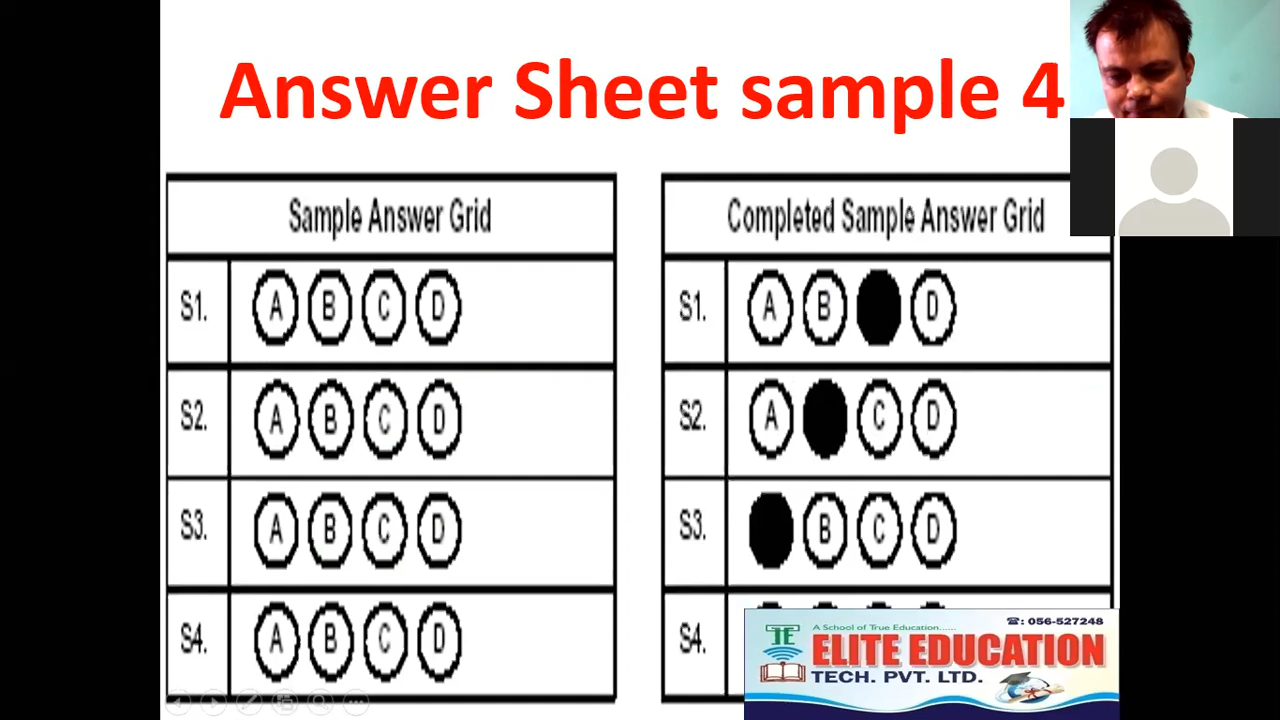 Answer Sheet sample 4
Sample Answer Grid
S1. A B C D
S2. A B C D
S3. A B C D
S4. A B C D
Completed Sample Answer Grid
S1. A B D
S2. A C D
S3. B C D
S4.
A School of True Education......
☎: 056-527248
TE
ELITE EDUCATION
TECH. PVT. LTD.